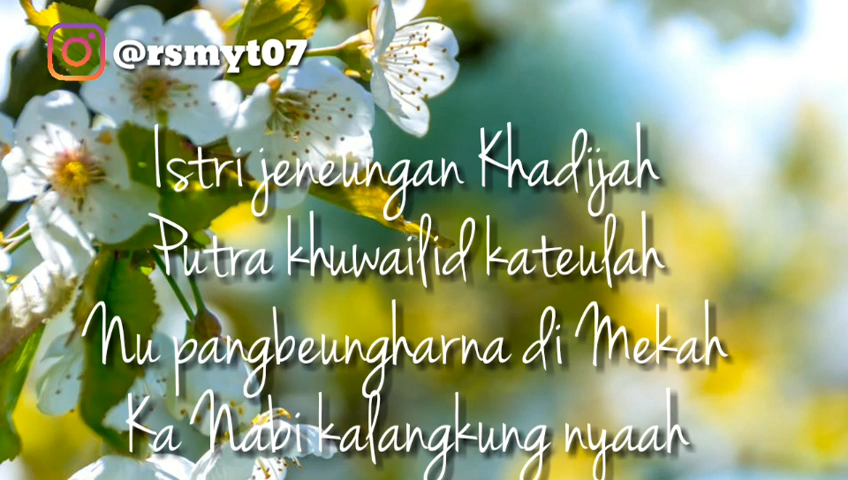 @rsmyt07
Istri jeneungan Khadijah
Putra khuwailid kateulah
Nu pangbeungharna di Mekah
Ka Nabi kalangkung nyaah